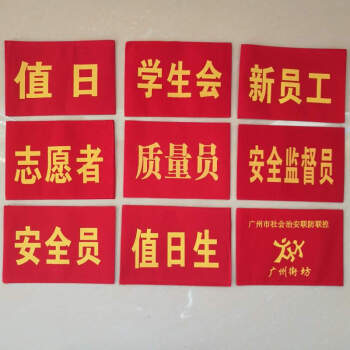 值日
学生会
新员工
志愿者
质量员
安全监督员
安全员
值日生
广州市社会治安联防联控
广州街坊